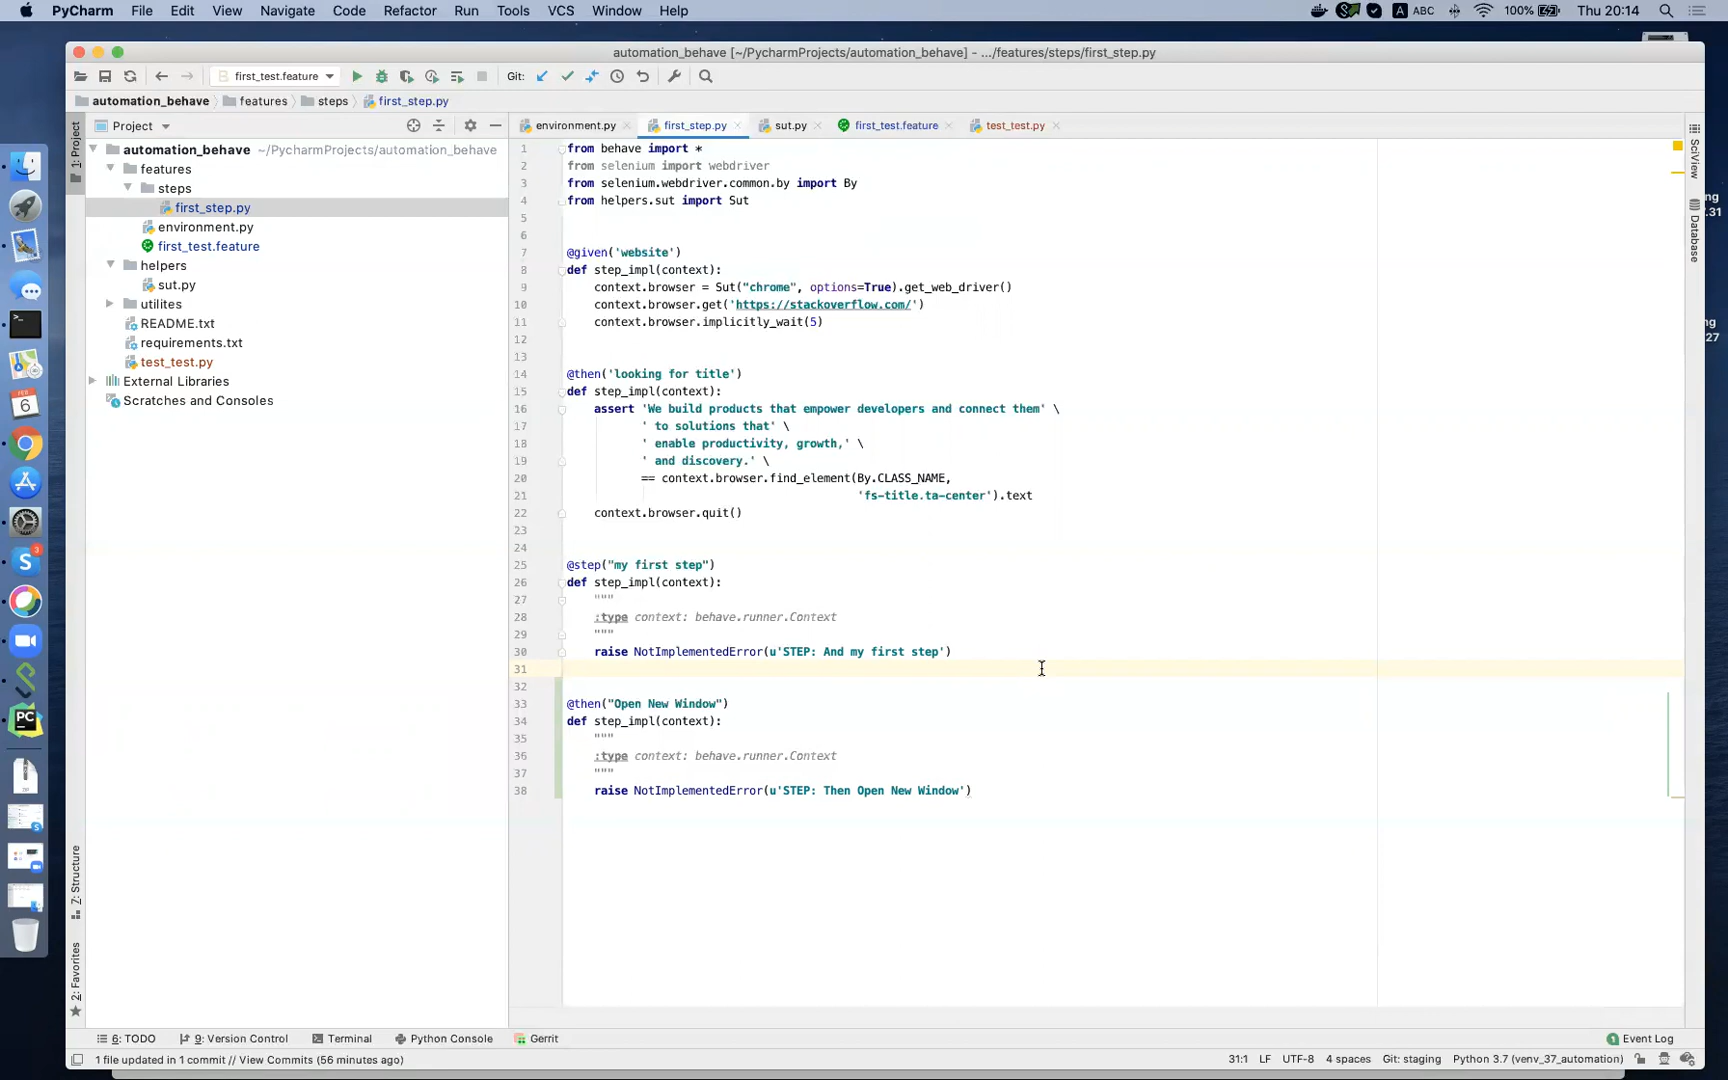 PyCharm File Edit View Navigate Code Refactor Run Tools VCS Window Help A ABC 100% Thu 20:14
automation_behave [~/PycharmProjects/automation_behave] - .../features/steps/first_step.py
first_test.feature Git:
automation_behave features steps first_step.py
1: Project
Project
environment.py first_step.py sut.py first_test.feature test_test.py
automation_behave ~/PycharmProjects/automation_behave
features
steps
first_step.py
environment.py
first_test.feature
helpers
sut.py
utilites
README.txt
requirements.txt
test_test.py
External Libraries
Scratches and Consoles
1 from behave import *
2 from selenium import webdriver
3 from selenium.webdriver.common.by import By
4 from helpers.sut import Sut
5
6
7 @given('website')
8 def step_impl(context):
9 context.browser = Sut("chrome", options=True).get_web_driver()
10 context.browser.get('https://stackoverflow.com/')
11 context.browser.implicitly_wait(5)
12
13
14 @then('looking for title')
15 def step_impl(context):
16 assert 'We build products that empower developers and connect them' \
17 ' to solutions that' \
18 ' enable productivity, growth,' \
19 ' and discovery.' \
20 == context.browser.find_element(By.CLASS_NAME,
21 'fs-title.ta-center').text
22 context.browser.quit()
23
24
25 @step("my first step")
26 def step_impl(context):
27 """
28 :type context: behave.runner.Context
29 """
30 raise NotImplementedError(u'STEP: And my first step')
31
32
33 @then("Open New Window")
34 def step_impl(context):
35 """
36 :type context: behave.runner.Context
37 """
38 raise NotImplementedError(u'STEP: Then Open New Window')
SciView
Database
ng
.31
ng
27
FEB
6
3
PC
7: Structure
2: Favorites
6: TODO 9: Version Control Terminal Python Console Gerrit 1 Event Log
1 file updated in 1 commit // View Commits (56 minutes ago) 31:1 LF UTF-8 4 spaces Git: staging Python 3.7 (venv_37_automation)